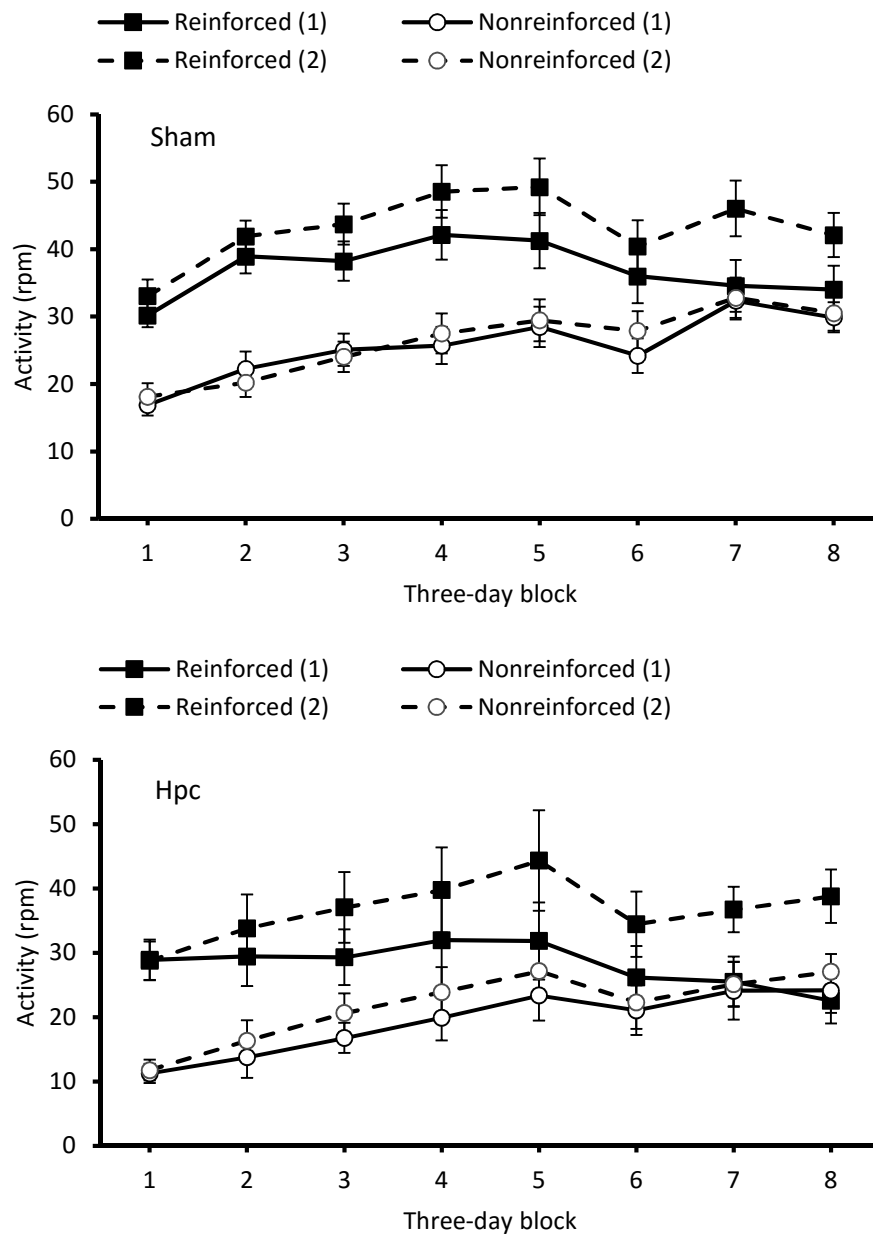 Reinforced (1) Nonreinforced (1)
Reinforced (2) Nonreinforced (2)
60
Sham
50
40
30
20
10
0
Activity (rpm)
1 2 3 4 5 6 7 8
Three-day block
Reinforced (1) Nonreinforced (1)
Reinforced (2) Nonreinforced (2)
60
Hpc
50
40
30
20
10
0
Activity (rpm)
1 2 3 4 5 6 7 8
Three-day block